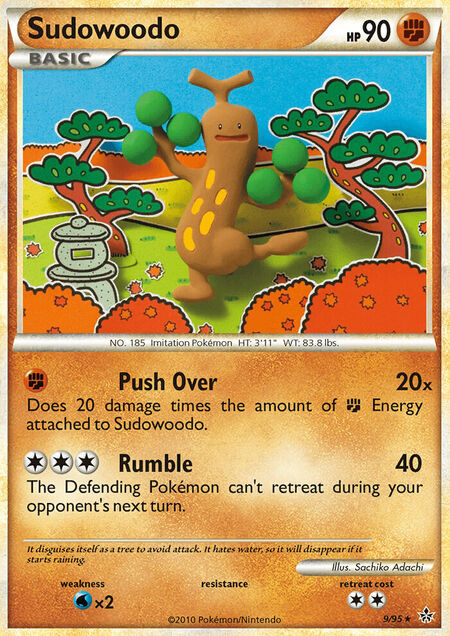 Sudowoodo HP 90
BASIC
NO. 185 Imitation Pokémon HT: 3'11" WT: 83.8 lbs.
Push Over 20x
Does 20 damage times the amount of Energy
attached to Sudowoodo.
Rumble 40
The Defending Pokémon can't retreat during your
opponent's next turn.
It disguises itself as a tree to avoid attack. It hates water, so it will disappear if it
starts raining.
Illus. Sachiko Adachi
weakness resistance retreat cost
×2
©2010 Pokémon/Nintendo 9/95 ★